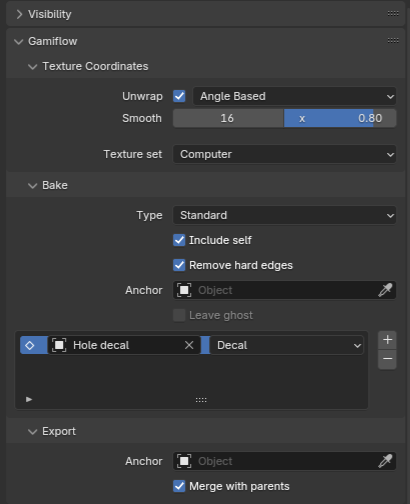 Visibility
Gamiflow
Texture Coordinates
Unwrap Angle Based
Smooth 16 x 0.80
Texture set Computer
Bake
Type Standard
Include self
Remove hard edges
Anchor Object
Leave ghost
Hole decal Decal
Export
Anchor Object
Merge with parents